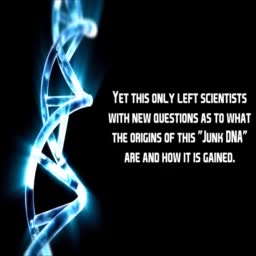 Yet this only left scientists
with new questions as to what
the origins of this "Junk DNA"
are and how it is gained.